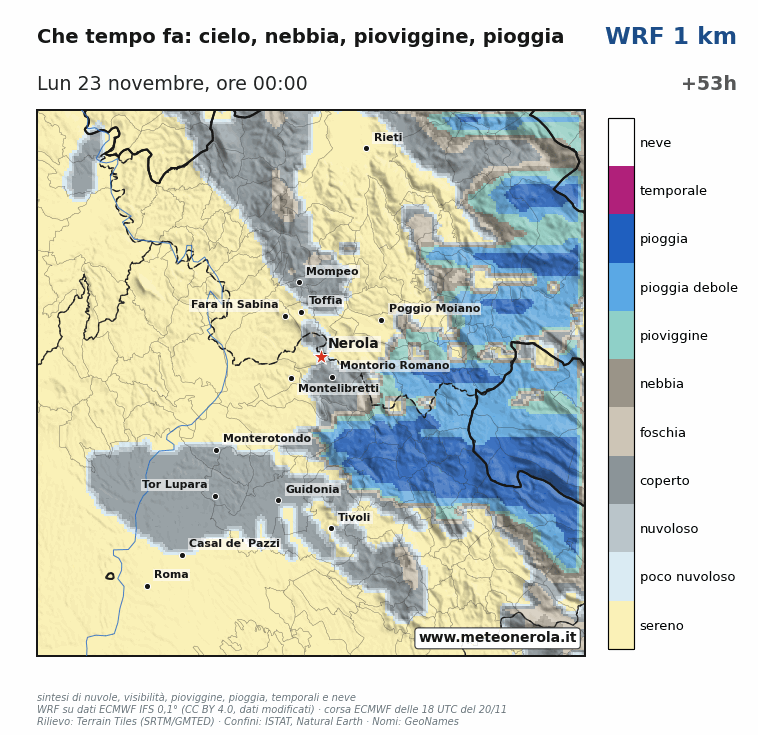 Che tempo fa: cielo, nebbia, pioviggine, pioggia
WRF 1 km
Lun 23 novembre, ore 00:00
+53h
Rieti
Mompeo
Toffia
Fara in Sabina
Poggio Moiano
Nerola
Montorio Romano
Montelibretti
Monterotondo
Tor Lupara
Guidonia
Tivoli
Casal de' Pazzi
Roma
www.meteonerola.it
neve
temporale
pioggia
pioggia debole
pioviggine
nebbia
foschia
coperto
nuvoloso
poco nuvoloso
sereno
sintesi di nuvole, visibilità, pioviggine, pioggia, temporali e neve
WRF su dati ECMWF IFS 0,1° (CC BY 4.0, dati modificati) · corsa ECMWF delle 18 UTC del 20/11
Rilievo: Terrain Tiles (SRTM/GMTED) · Confini: ISTAT, Natural Earth · Nomi: GeoNames